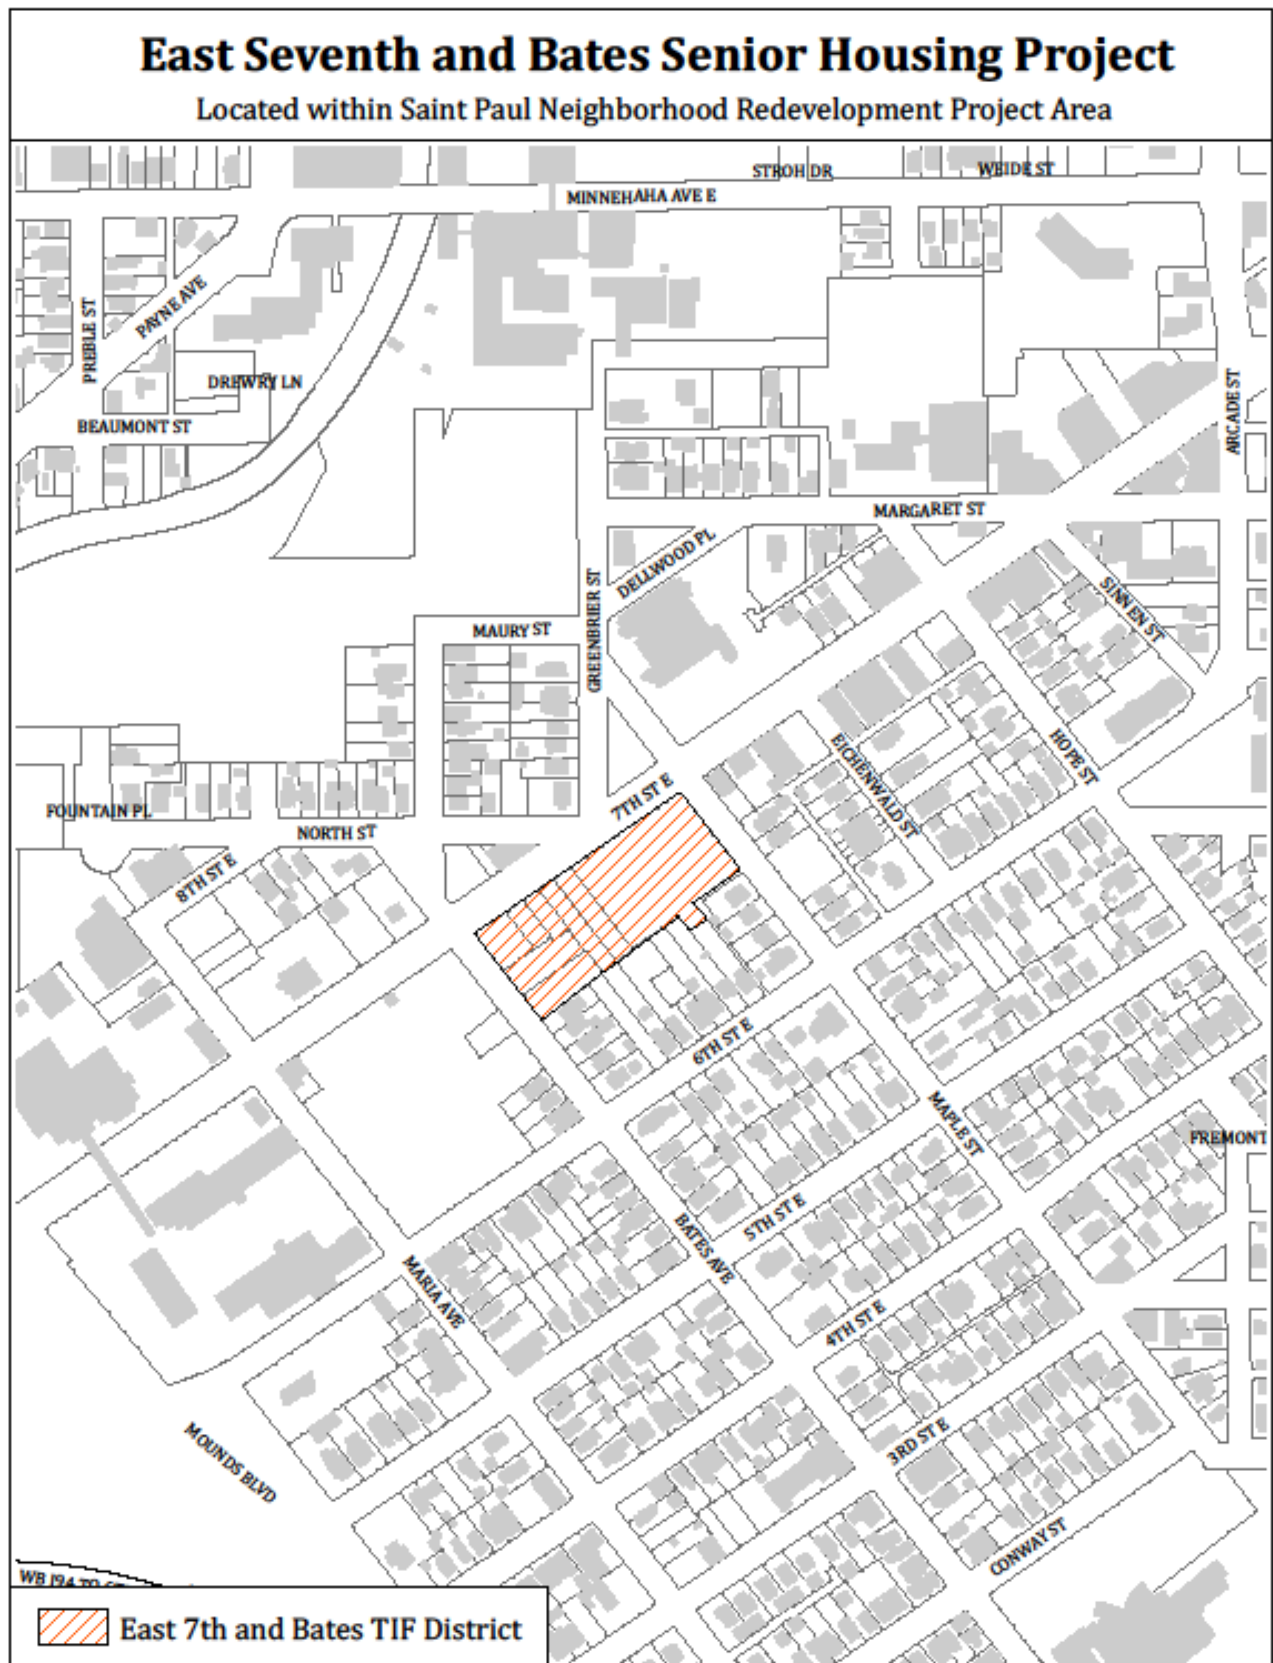 East Seventh and Bates Senior Housing Project
Located within Saint Paul Neighborhood Redevelopment Project Area
STROH DR
WEIDE ST
MINNEHAHA AVE E
PAYNE AVE
PREBLE ST
DREWRY LN
ARCADE ST
BEAUMONT ST
MARGARET ST
DELLWOOD PL
SINNEN ST
GREENBRIER ST
MAURY ST
HOPE ST
EICHENWALD ST
7TH ST E
FOUNTAIN PL
NORTH ST
8TH ST E
6TH ST E
MAPLE ST
FREMONT
5TH ST E
BATES AVE
MARIA AVE
4TH ST E
3RD ST E
MOUNDS BLVD
CONWAY ST
WB I94 TO
East 7th and Bates TIF District